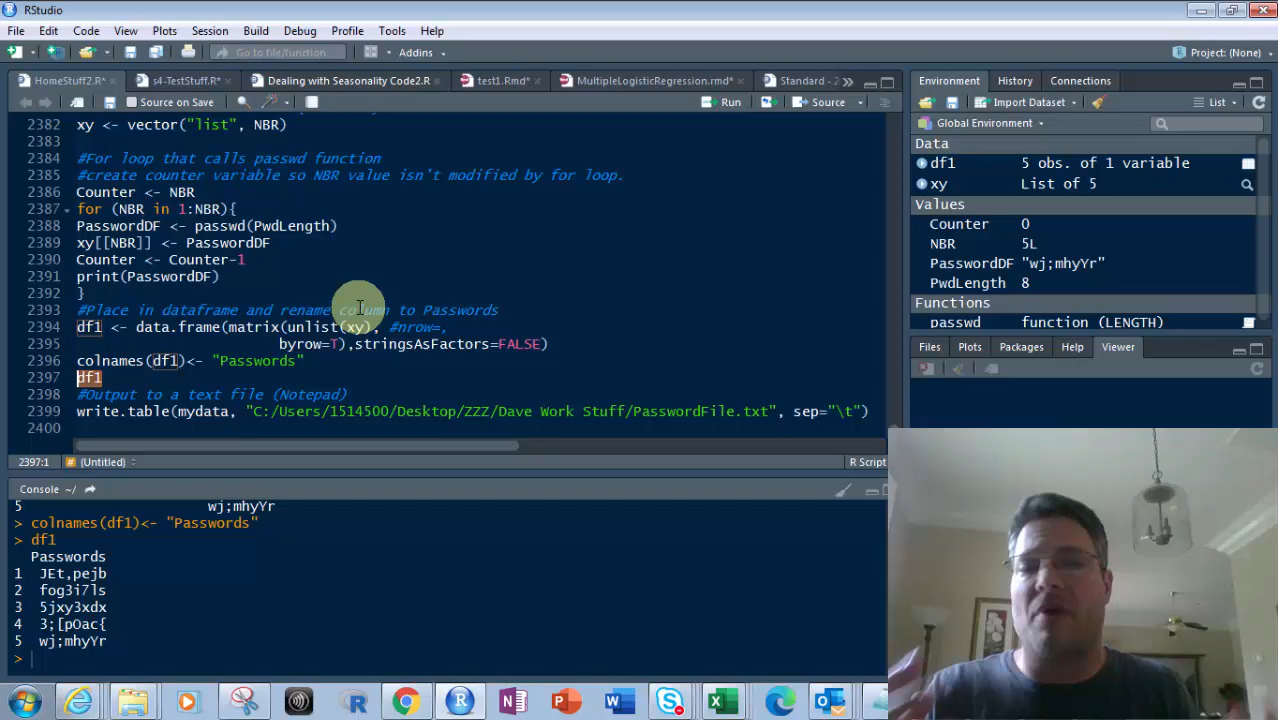 RStudio
File Edit Code View Plots Session Build Debug Profile Tools Help
Go to file/function Addins Project: (None)
HomeStuff2.R* s4-TestStuff.R* Dealing with Seasonality Code2.R test1.Rmd* MultipleLogisticRegression.rmd* Standard - 2
Source on Save Run Source
2382 xy <- vector("list", NBR)
2383
2384 #For loop that calls passwd function
2385 #create counter variable so NBR value isn't modified by for loop.
2386 Counter <- NBR
2387 for (NBR in 1:NBR){
2388 PasswordDF <- passwd(PwdLength)
2389 xy[[NBR]] <- PasswordDF
2390 Counter <- Counter-1
2391 print(PasswordDF)
2392 }
2393 #Place in dataframe and rename column to Passwords
2394 df1 <- data.frame(matrix(unlist(xy), #nrow=,
2395 byrow=T),stringsAsFactors=FALSE)
2396 colnames(df1)<- "Passwords"
2397 df1
2398 #Output to a text file (Notepad)
2399 write.table(mydata, "C:/Users/1514500/Desktop/ZZZ/Dave Work Stuff/PasswordFile.txt", sep="\t")
2400
2397:1 (Untitled) R Script
Console ~/
5 wj;mhyYr
> colnames(df1)<- "Passwords"
> df1
Passwords
1 JEt,pejb
2 fog3i7ls
3 5jxy3xdx
4 3;[pOac{
5 wj;mhyYr
>
Environment History Connections
Import Dataset List
Global Environment
Data
df1 5 obs. of 1 variable
xy List of 5
Values
Counter 0
NBR 5L
PasswordDF "wj;mhyYr"
PwdLength 8
Functions
passwd function (LENGTH)
Files Plots Packages Help Viewer